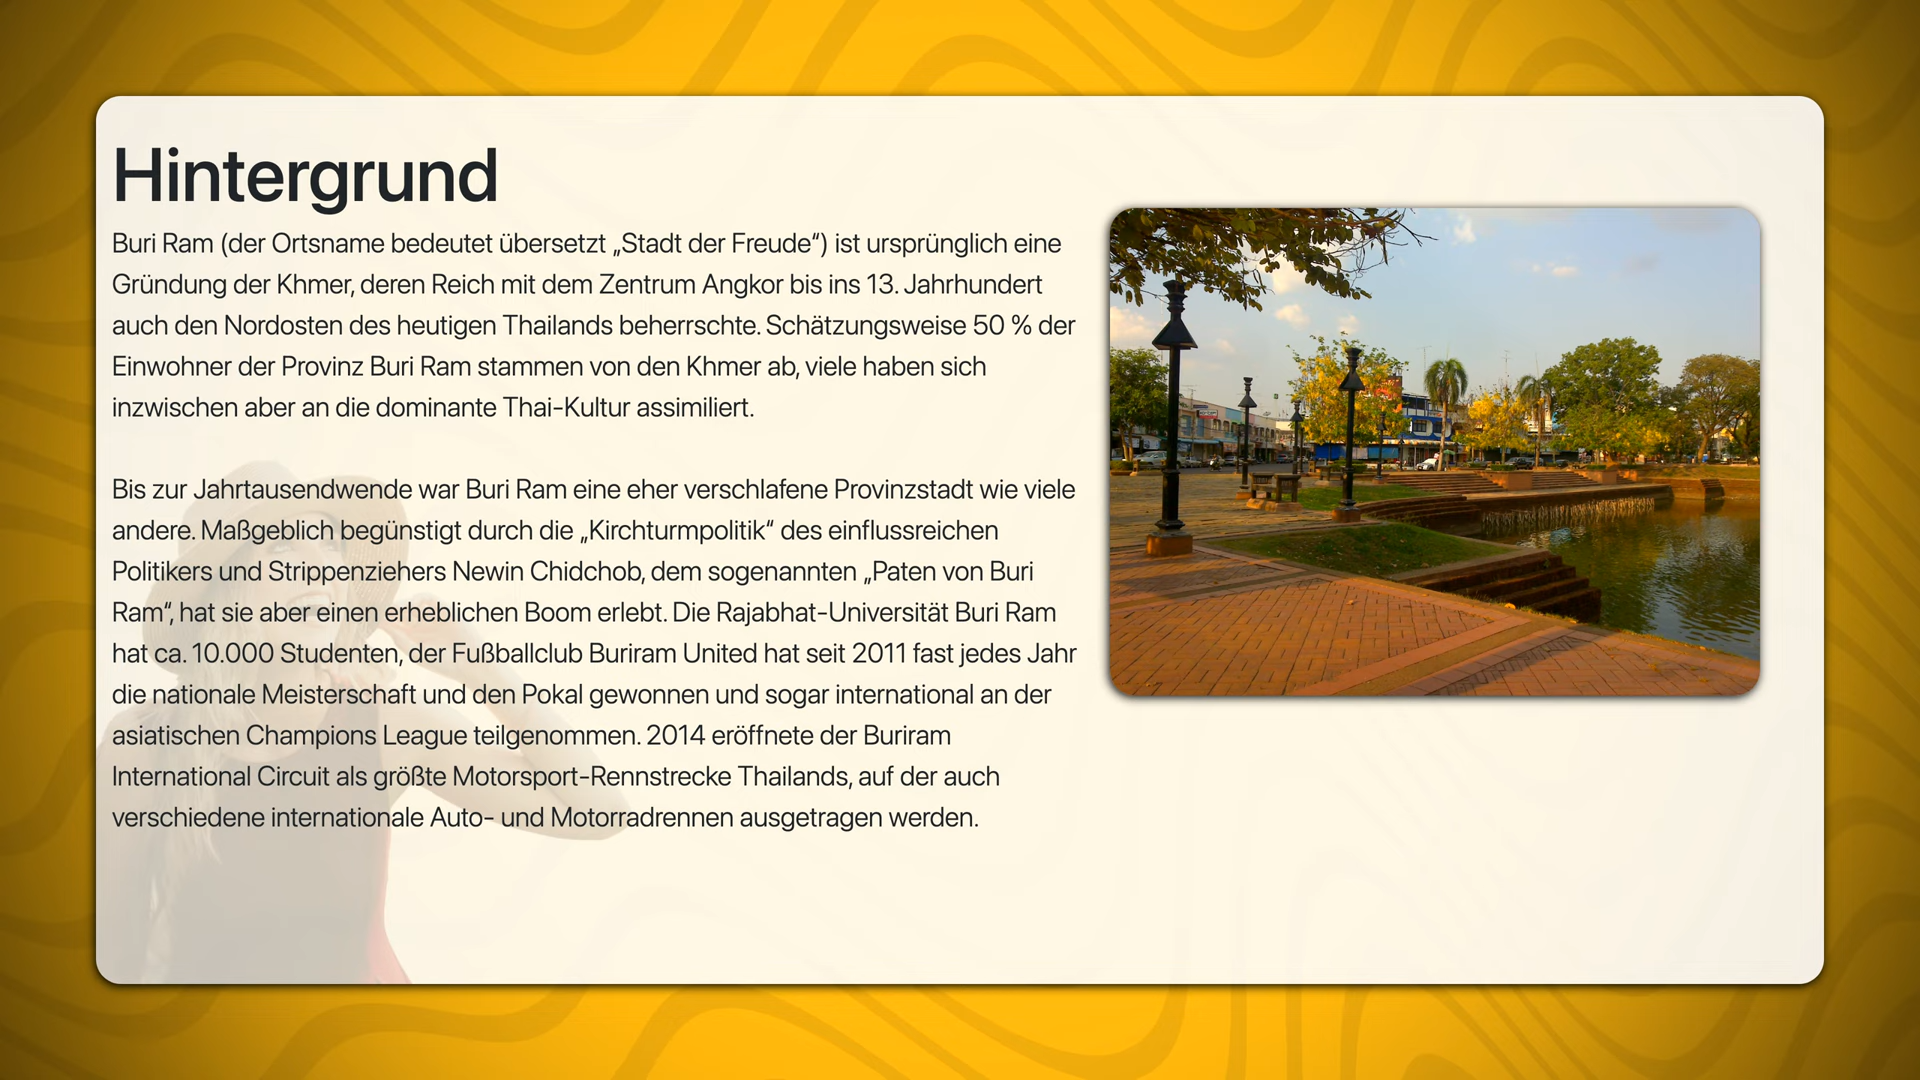 Hintergrund
Buri Ram (der Ortsname bedeutet übersetzt „Stadt der Freude“) ist ursprünglich eine
Gründung der Khmer, deren Reich mit dem Zentrum Angkor bis ins 13. Jahrhundert
auch den Nordosten des heutigen Thailands beherrschte. Schätzungsweise 50 % der
Einwohner der Provinz Buri Ram stammen von den Khmer ab, viele haben sich
inzwischen aber an die dominante Thai-Kultur assimiliert.
Bis zur Jahrtausendwende war Buri Ram eine eher verschlafene Provinzstadt wie viele
andere. Maßgeblich begünstigt durch die „Kirchturmpolitik“ des einflussreichen
Politikers und Strippenziehers Newin Chidchob, dem sogenannten „Paten von Buri
Ram“, hat sie aber einen erheblichen Boom erlebt. Die Rajabhat-Universität Buri Ram
hat ca. 10.000 Studenten, der Fußballclub Buriram United hat seit 2011 fast jedes Jahr
die nationale Meisterschaft und den Pokal gewonnen und sogar international an der
asiatischen Champions League teilgenommen. 2014 eröffnete der Buriram
International Circuit als größte Motorsport-Rennstrecke Thailands, auf der auch
verschiedene internationale Auto- und Motorradrennen ausgetragen werden.